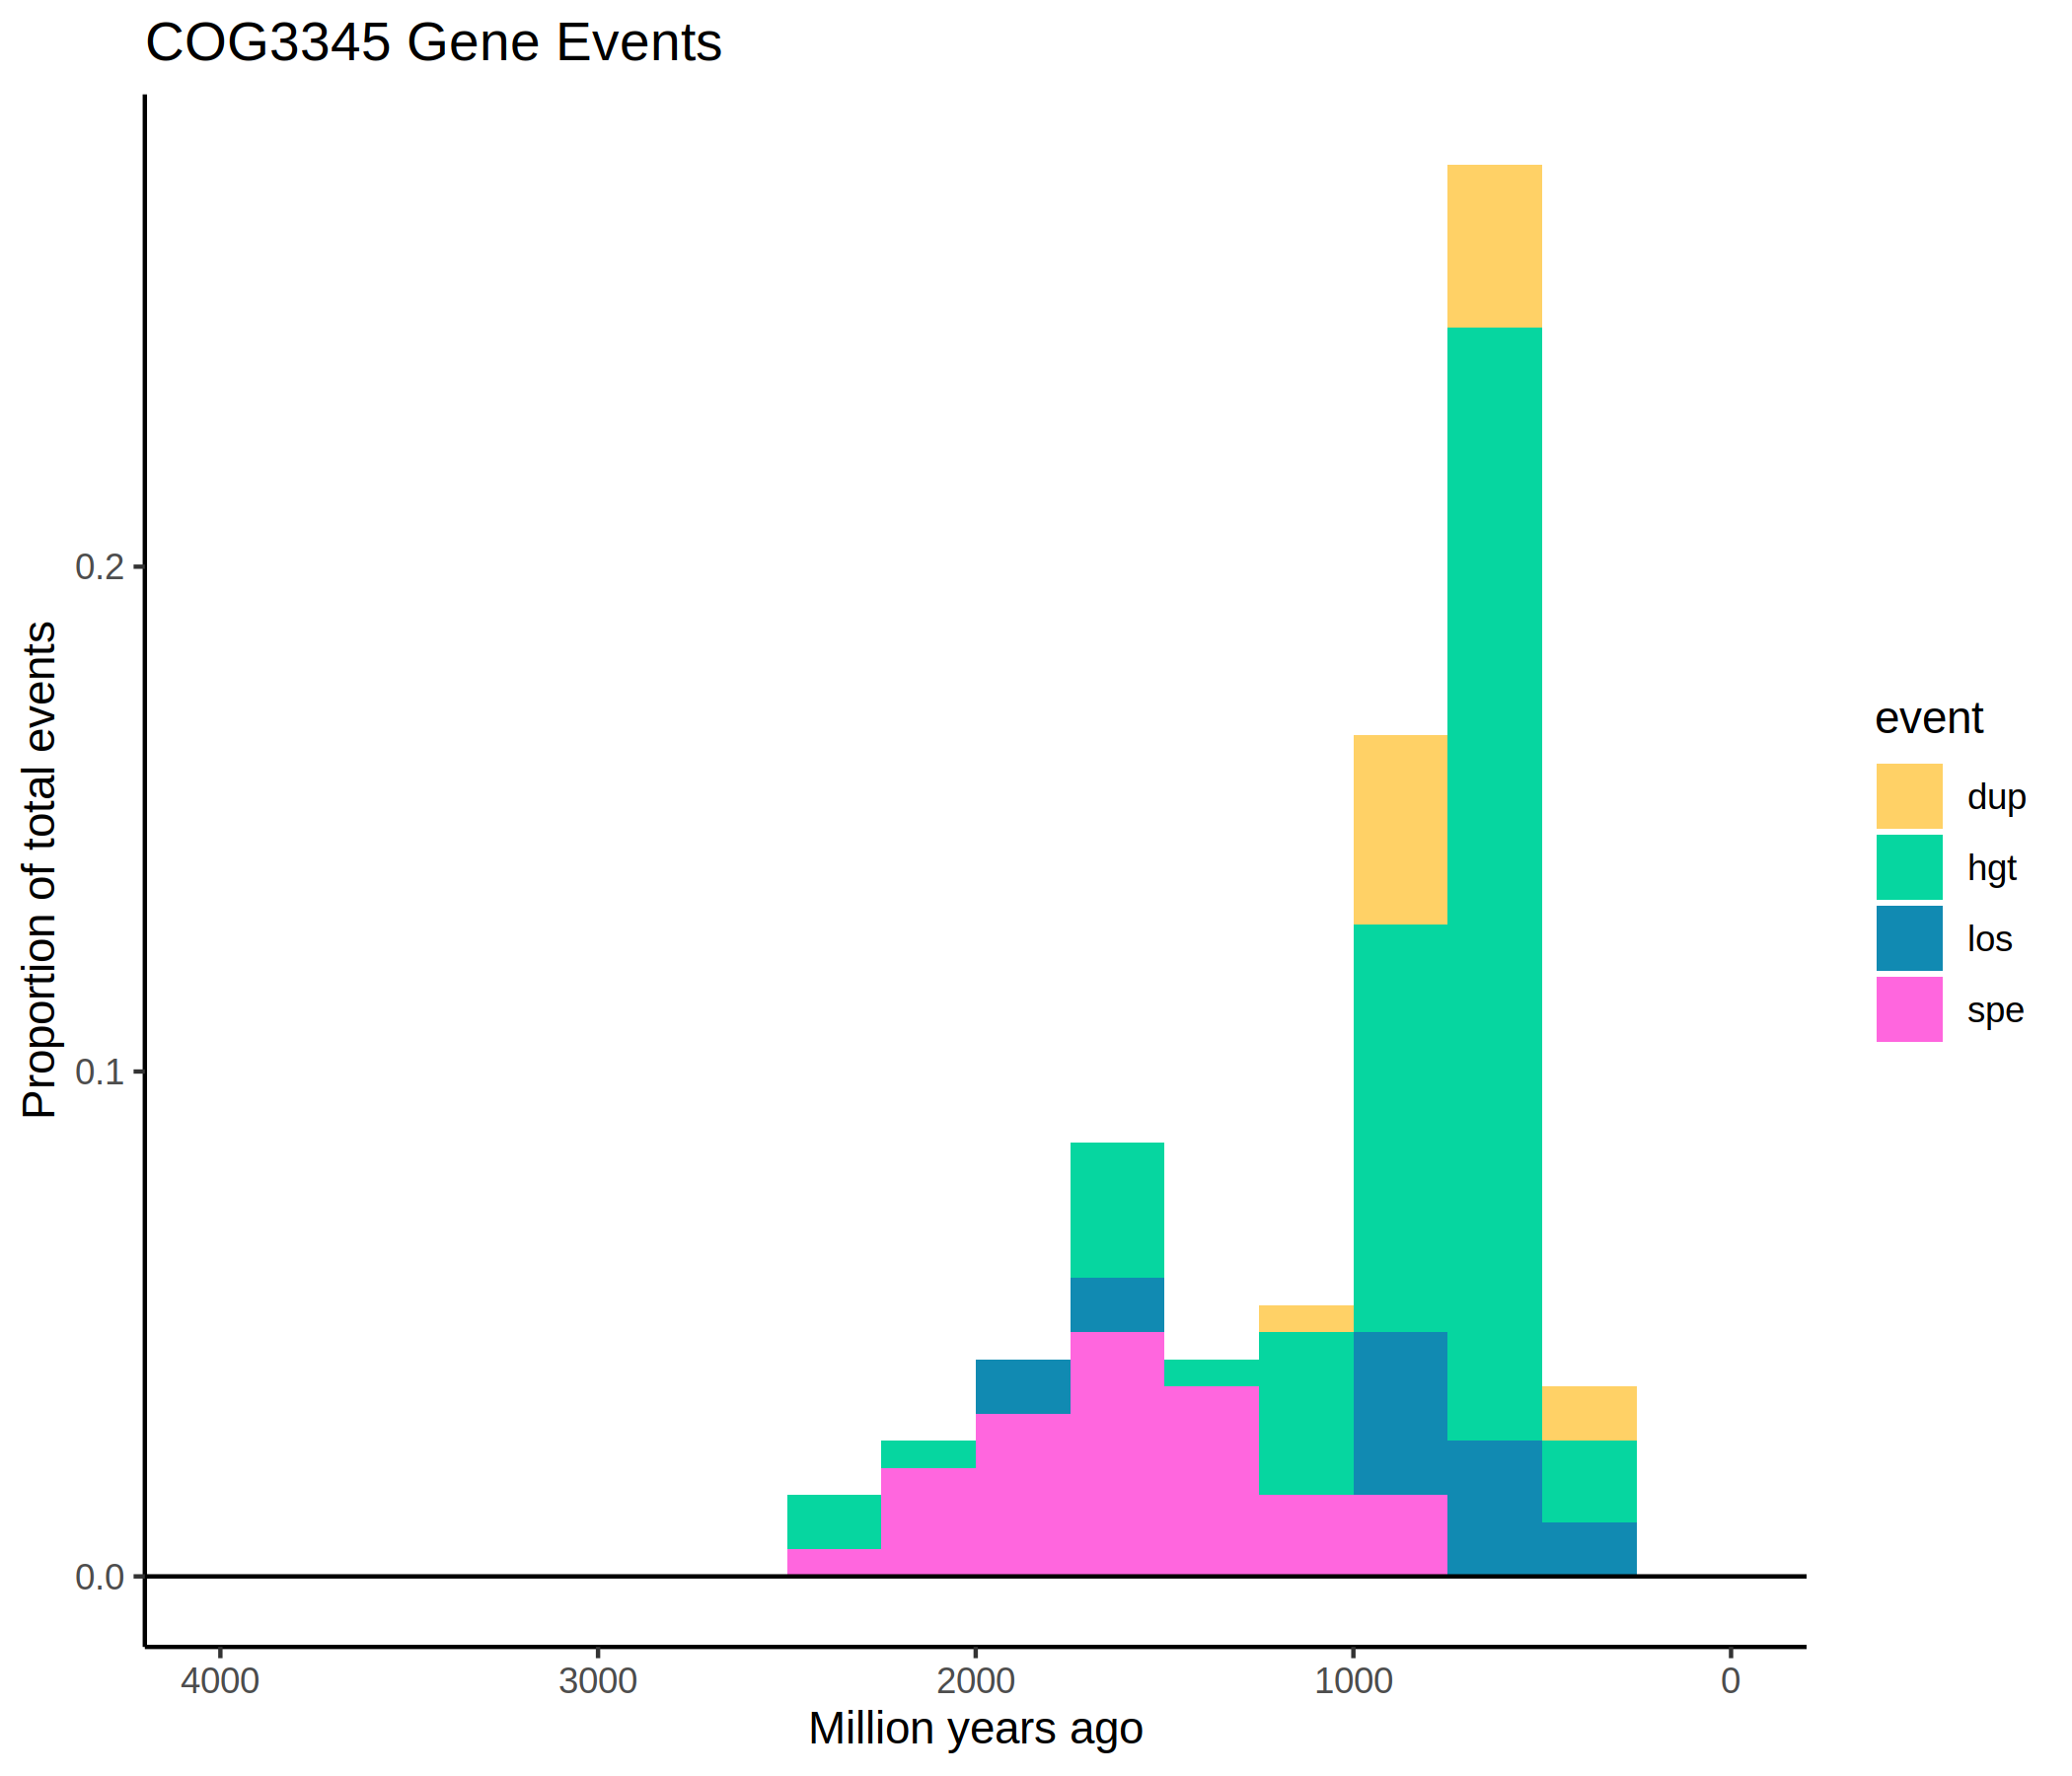 COG3345 Gene Events
Proportion of total events
0.2
0.1
0.0
4000 3000 2000 1000 0
Million years ago
event
dup
hgt
los
spe